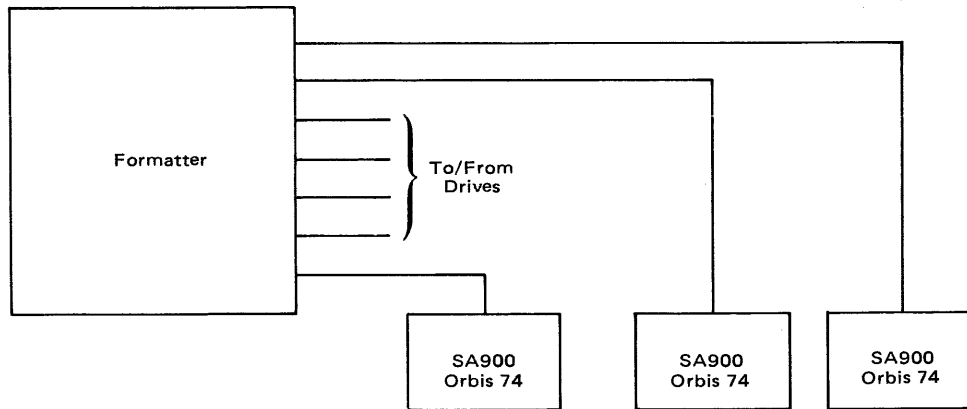 Formatter
To/From
Drives
SA900
Orbis 74
SA900
Orbis 74
SA900
Orbis 74